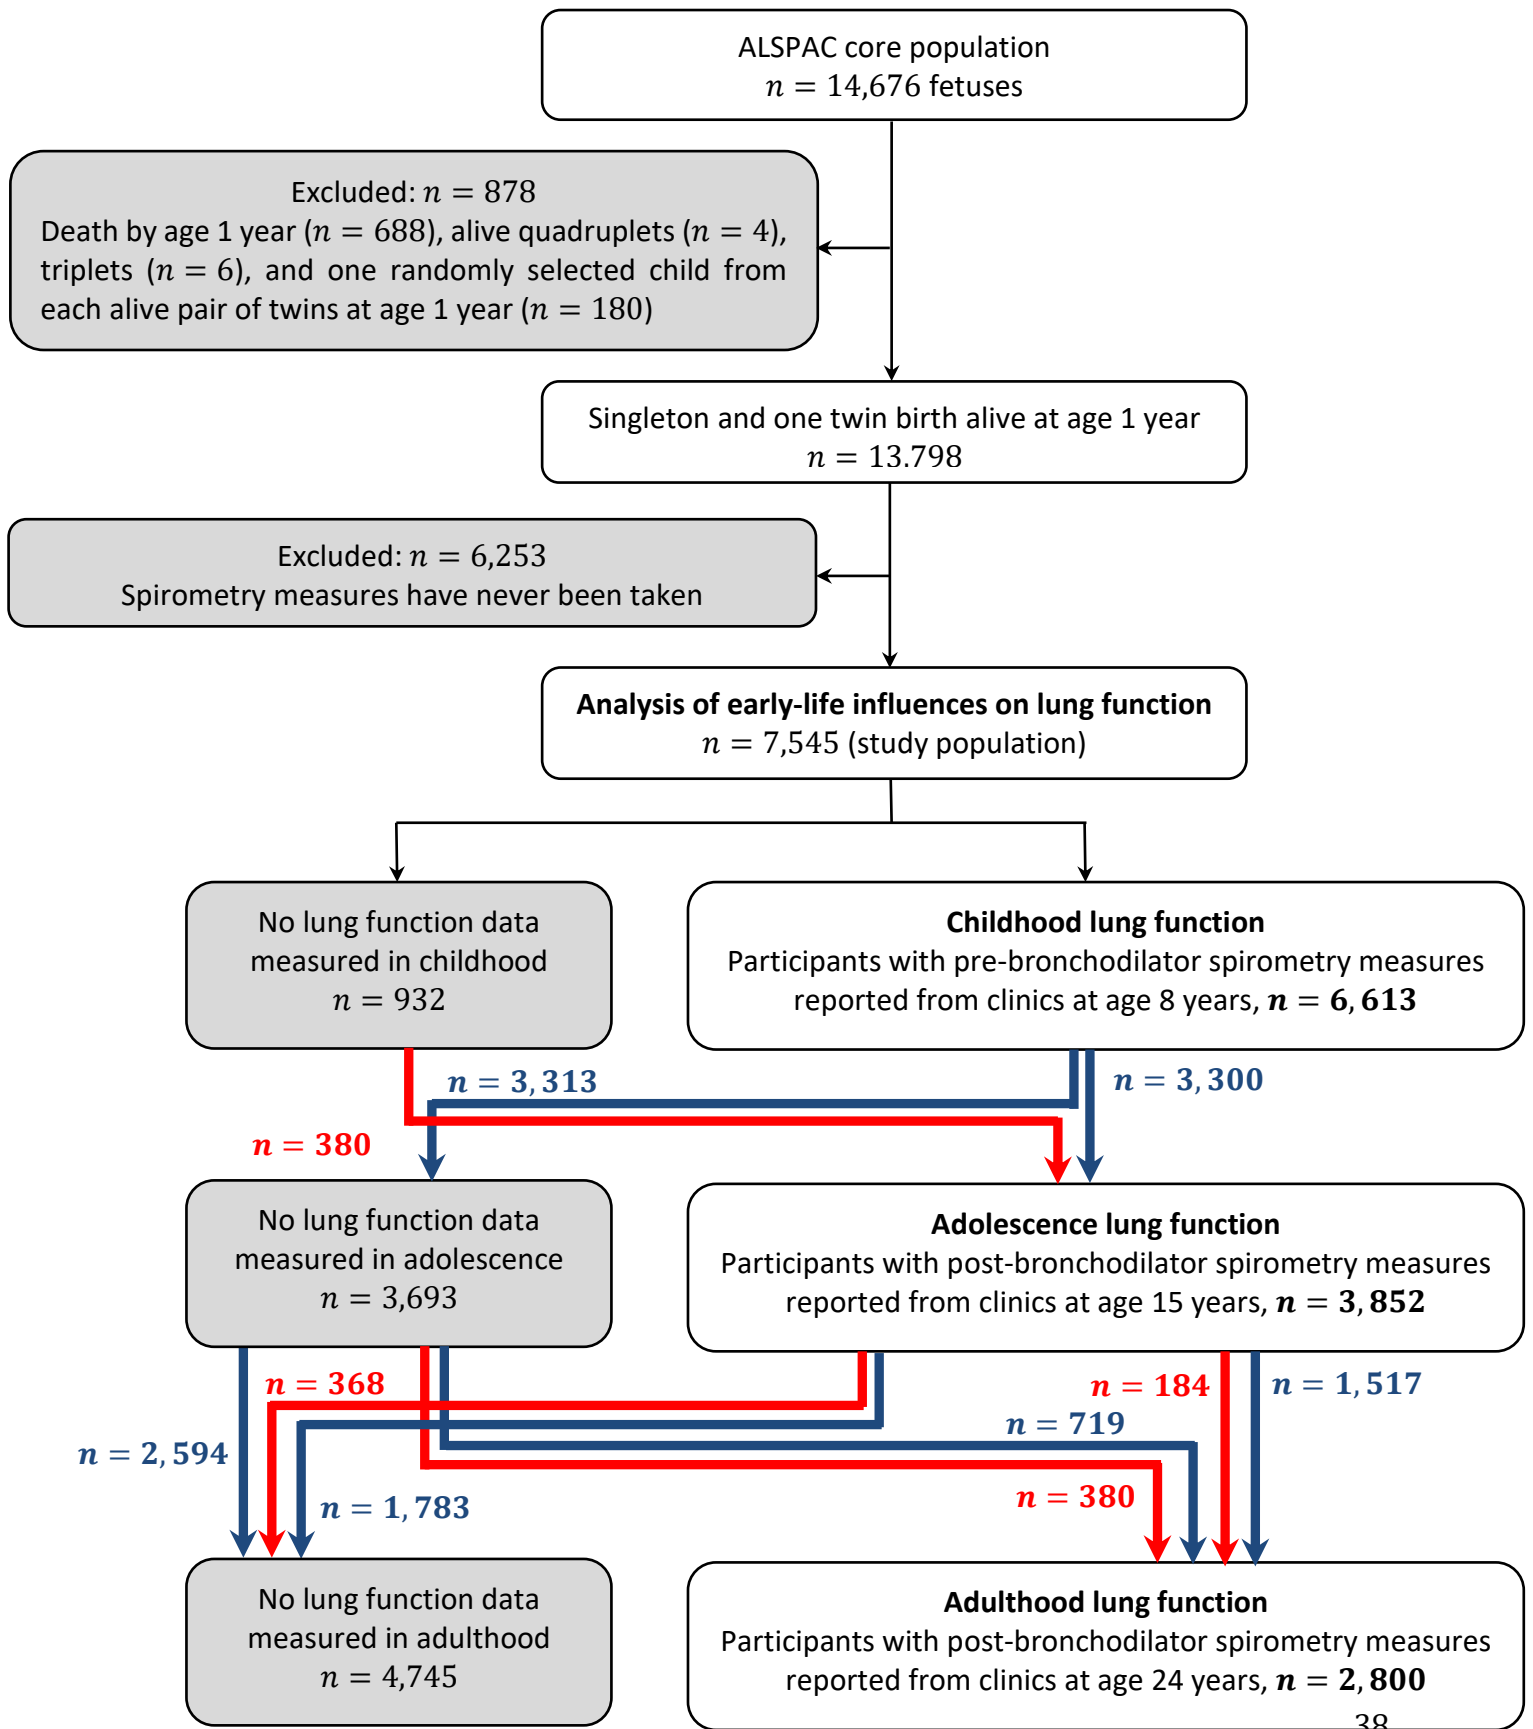 ALSPAC core population
n = 14,676 fetuses
Excluded: n = 878
Death by age 1 year (n = 688), alive quadruplets (n = 4),
triplets (n = 6), and one randomly selected child from
each alive pair of twins at age 1 year (n = 180)
Singleton and one twin birth alive at age 1 year
n = 13.798
Excluded: n = 6,253
Spirometry measures have never been taken
Analysis of early-life influences on lung function
n = 7,545 (study population)
No lung function data
measured in childhood
n = 932
Childhood lung function
Participants with pre-bronchodilator spirometry measures
reported from clinics at age 8 years, n = 6,613
n = 3,313
n = 3,300
n = 380
No lung function data
measured in adolescence
n = 3,693
Adolescence lung function
Participants with post-bronchodilator spirometry measures
reported from clinics at age 15 years, n = 3,852
n = 368
n = 184
n = 1,517
n = 719
n = 2,594
n = 380
n = 1,783
No lung function data
measured in adulthood
n = 4,745
Adulthood lung function
Participants with post-bronchodilator spirometry measures
reported from clinics at age 24 years, n = 2,800
38